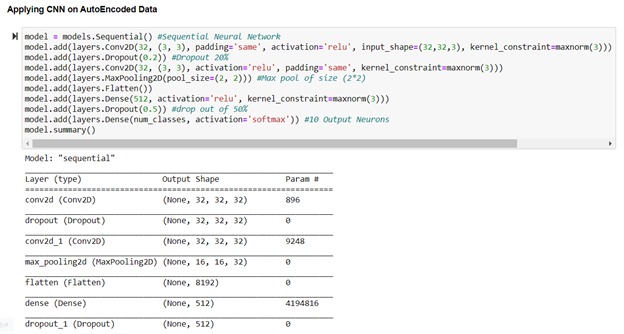 Applying CNN on AutoEncoded Data
model = models.Sequential() #Sequential Neural Network
model.add(layers.Conv2D(32, (3, 3), padding='same', activation='relu', input_shape=(32,32,3), kernel_constraint=maxnorm(3)))
model.add(layers.Dropout(0.2)) #Dropout 20%
model.add(layers.Conv2D(32, (3, 3), activation='relu', padding='same', kernel_constraint=maxnorm(3)))
model.add(layers.MaxPooling2D(pool_size=(2, 2))) #Max pool of size (2*2)
model.add(layers.Flatten())
model.add(layers.Dense(512, activation='relu', kernel_constraint=maxnorm(3)))
model.add(layers.Dropout(0.5)) #drop out of 50%
model.add(layers.Dense(num_classes, activation='softmax')) #10 Output Neurons
model.summary()
Model: "sequential"
Layer (type) Output Shape Param #
conv2d (Conv2D) (None, 32, 32, 32) 896
dropout (Dropout) (None, 32, 32, 32) 0
conv2d_1 (Conv2D) (None, 32, 32, 32) 9248
max_pooling2d (MaxPooling2D) (None, 16, 16, 32) 0
flatten (Flatten) (None, 8192) 0
dense (Dense) (None, 512) 4194816
dropout_1 (Dropout) (None, 512) 0